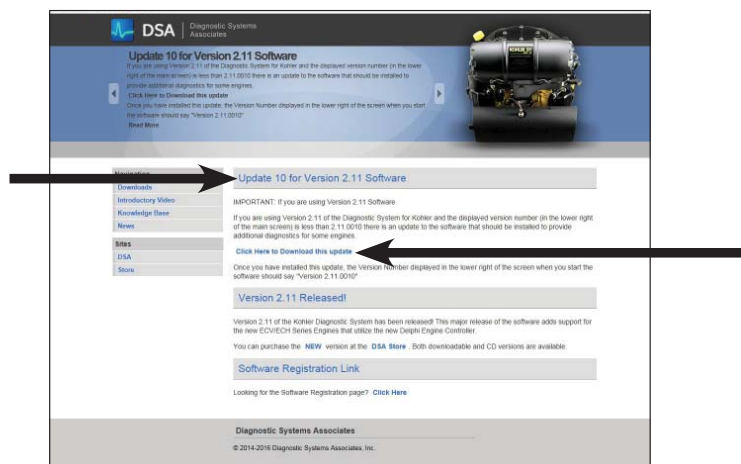 DSA
Diagnostic Systems
Associates
Update 10 for Version 2.11 Software
If you are using Version 2.11 of the Diagnostic System for Kohler and the displayed version number (in the lower
right of the main screen) is less than 2.11.0010 there is an update to the software that should be installed to
provide additional diagnostics for some engines.
Click Here to Download this update
Once you have installed this update, the Version Number displayed in the lower right of the screen when you start
the software should say "Version 2.11.0010"
Read More
Navigation
Downloads
Introductory Video
Knowledge Base
News
Sites
DSA
Store
Update 10 for Version 2.11 Software
IMPORTANT: If you are using Version 2.11 Software
If you are using Version 2.11 of the Diagnostic System for Kohler and the displayed version number (in the lower right
of the main screen) is less than 2.11.0010 there is an update to the software that should be installed to provide
additional diagnostics for some engines.
Click Here to Download this update
Once you have installed this update, the Version Number displayed in the lower right of the screen when you start the
software should say "Version 2.11.0010"
Version 2.11 Released!
Version 2.11 of the Kohler Diagnostic System has been released! This major release of the software adds support for
the new ECV/ECH Series Engines that utilize the new Delphi Engine Controller.
You can purchase the NEW version at the DSA Store . Both downloadable and CD versions are available.
Software Registration Link
Looking for the Software Registration page? Click Here
Diagnostic Systems Associates
© 2014-2016 Diagnostic Systems Associates, Inc.